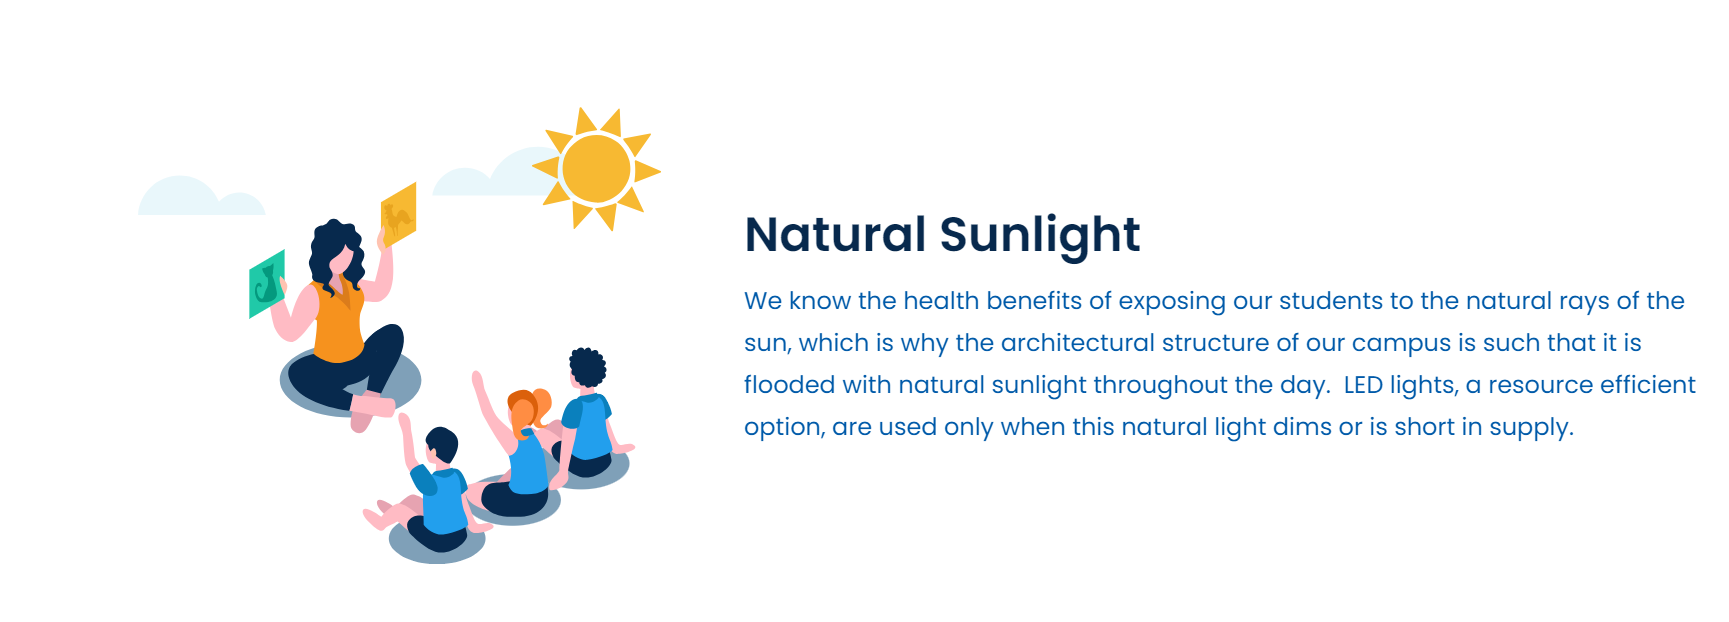 Natural Sunlight
We know the health benefits of exposing our students to the natural rays of the
sun, which is why the architectural structure of our campus is such that it is
flooded with natural sunlight throughout the day.  LED lights, a resource efficient
option, are used only when this natural light dims or is short in supply.